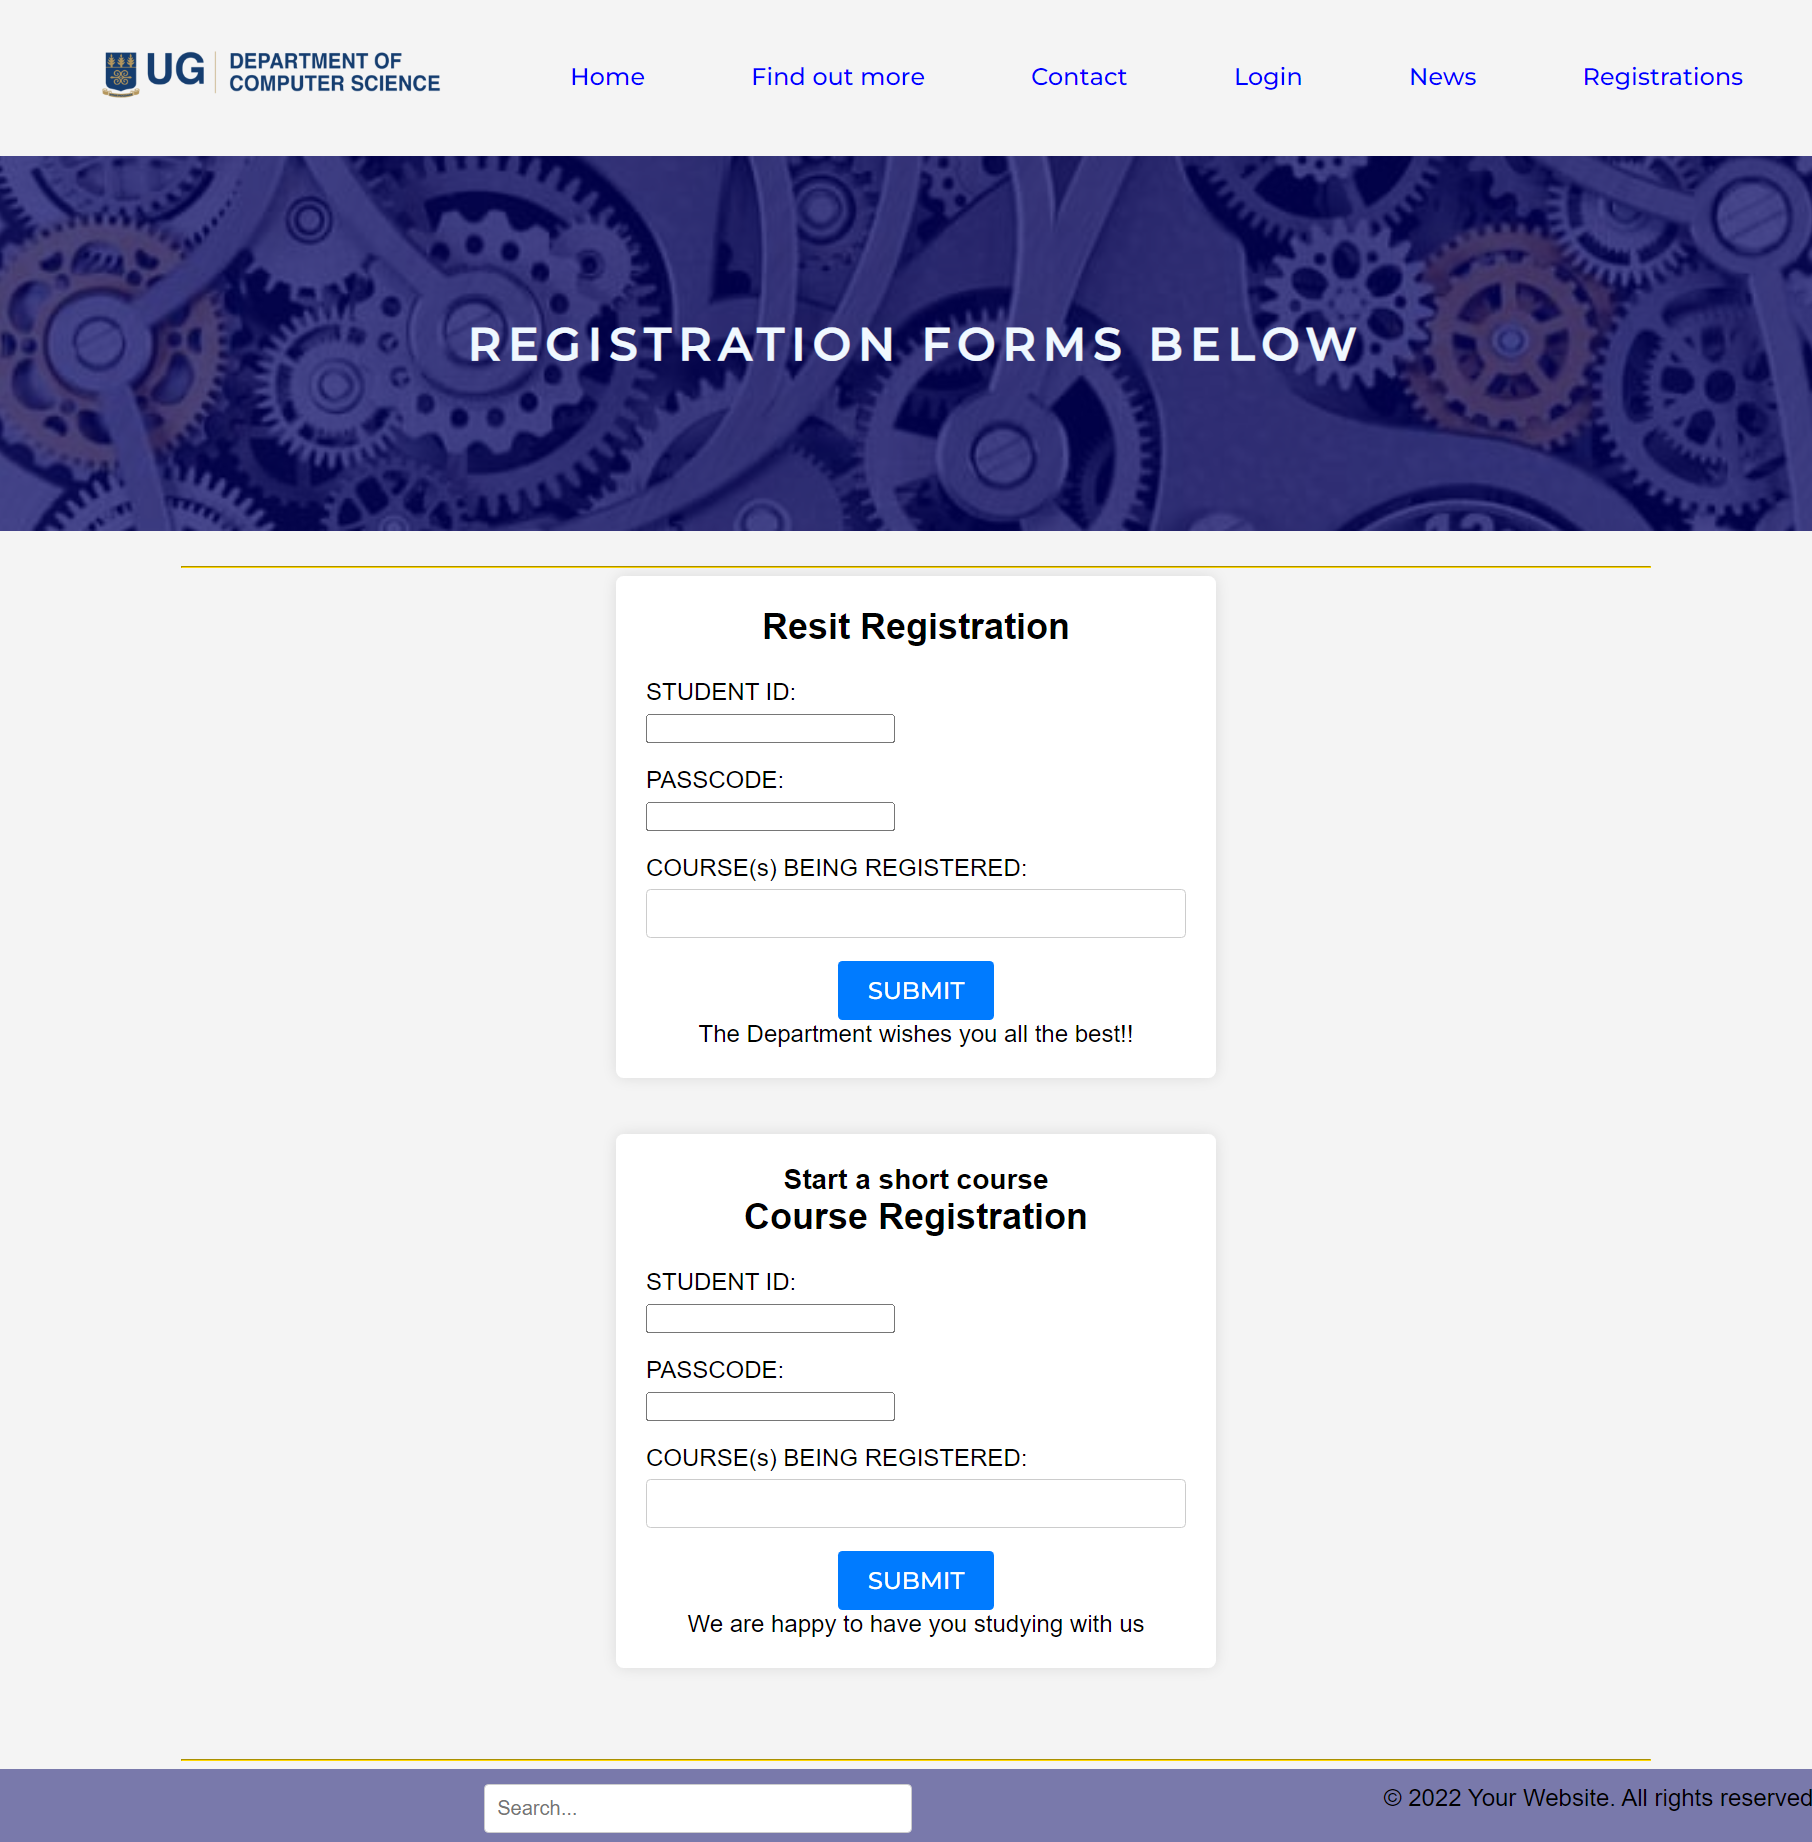 UG DEPARTMENT OF
COMPUTER SCIENCE
Home Find out more Contact Login News Registrations
REGISTRATION FORMS BELOW
Resit Registration
STUDENT ID:
PASSCODE:
COURSE(s) BEING REGISTERED:
SUBMIT
The Department wishes you all the best!!
Start a short course
Course Registration
STUDENT ID:
PASSCODE:
COURSE(s) BEING REGISTERED:
SUBMIT
We are happy to have you studying with us
Search...
© 2022 Your Website. All rights reserved